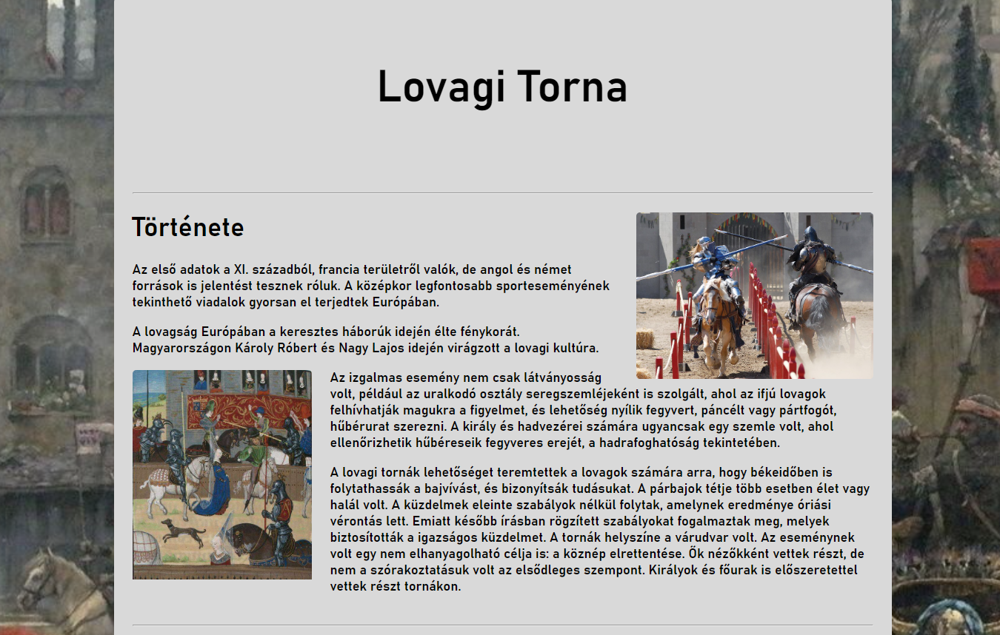 Lovagi Torna
Története
Az első adatok a XI. századból, francia területről valók, de angol és német
források is jelentést tesznek róluk. A középkor legfontosabb sporteseményének
tekinthető viadalok gyorsan el terjedtek Európában.
A lovagság Európában a keresztes háborúk idején élte fénykorát.
Magyarországon Károly Róbert és Nagy Lajos idején virágzott a lovagi kultúra.
Az izgalmas esemény nem csak látványosság
volt, például az uralkodó osztály seregszemléjeként is szolgált, ahol az ifjú lovagok
felhívhatják magukra a figyelmet, és lehetőség nyílik fegyvert, páncélt vagy pártfogót,
hűbérurat szerezni. A király és hadvezérei számára ugyancsak egy szemle volt, ahol
ellenőrizhetik hűbéreseik fegyveres erejét, a hadrafoghatóság tekintetében.
A lovagi tornák lehetőséget teremtettek a lovagok számára arra, hogy békeidőben is
folytathassák a bajvívást, és bizonyítsák tudásukat. A párbajok tétje több esetben élet vagy
halál volt. A küzdelmek eleinte szabályok nélkül folytak, amelynek eredménye óriási
vérontás lett. Emiatt később írásban rögzített szabályokat fogalmaztak meg, melyek
biztosították a igazságos küzdelmet. A tornák helyszíne a várudvar volt. Az eseménynek
volt egy nem elhanyagolható célja is: a köznép elrettentése. Ők nézőkként vettek részt, de
nem a szórakoztatásuk volt az elsődleges szempont. Királyok és főurak is előszeretettel
vettek részt tornákon.